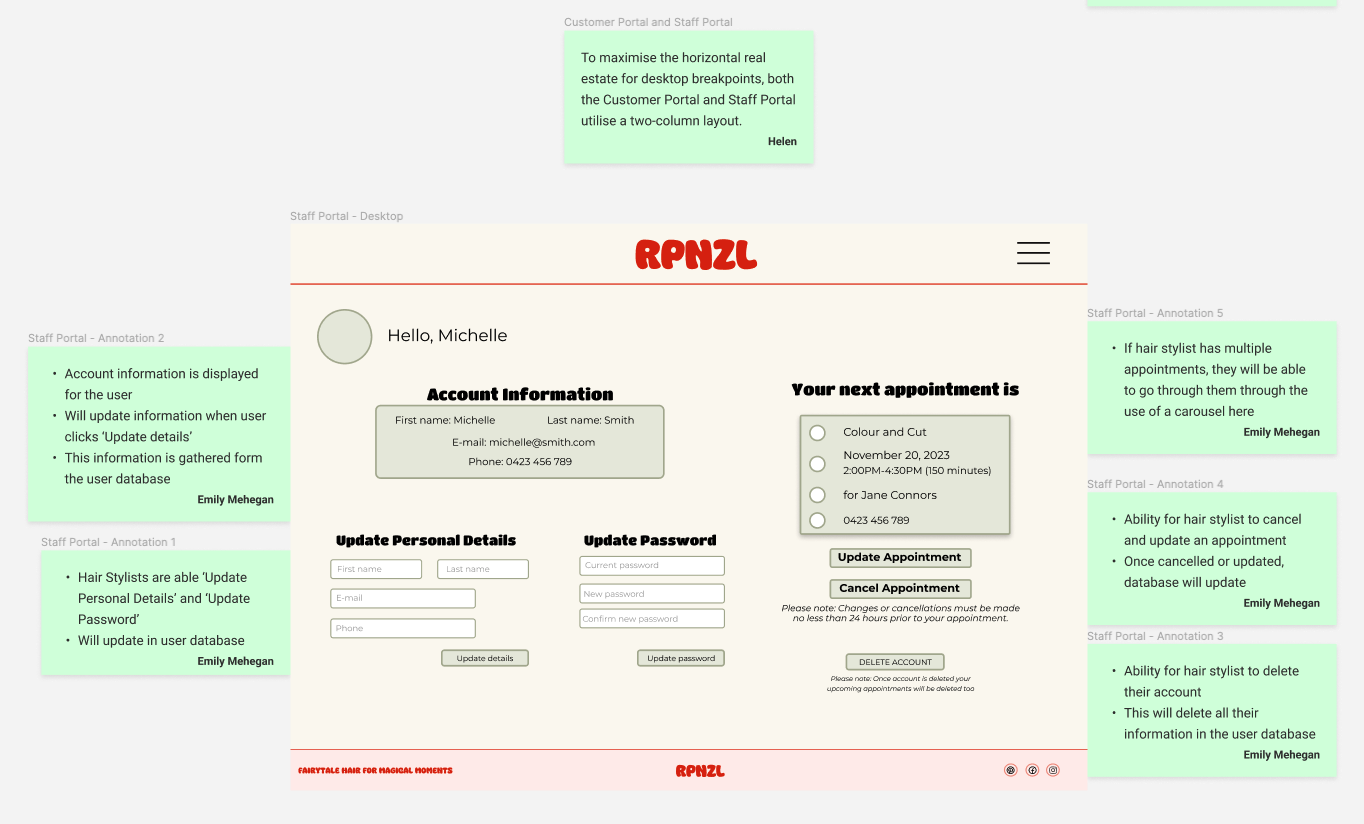 Customer Portal and Staff Portal
To maximise the horizontal real
estate for desktop breakpoints, both
the Customer Portal and Staff Portal
utilise a two-column layout.
Helen
Staff Portal - Desktop
RPNZL
Hello, Michelle
Account Information
First name: Michelle
Last name: Smith
E-mail: michelle@smith.com
Phone: 0423 456 789
Update Personal Details
First name
Last name
E-mail
Phone
Update details
Update Password
Current password
New password
Confirm new password
Update password
Your next appointment is
Colour and Cut
November 20, 2023
2:00PM-4:30PM (150 minutes)
for Jane Connors
0423 456 789
Update Appointment
Cancel Appointment
Please note: Changes or cancellations must be made
no less than 24 hours prior to your appointment.
DELETE ACCOUNT
Please note: Once account is deleted your
upcoming appointments will be deleted too
FAIRYTALE HAIR FOR MAGICAL MOMENTS
RPNZL
Staff Portal - Annotation 2
• Account information is displayed
for the user
• Will update information when user
clicks ‘Update details’
• This information is gathered form
the user database
Emily Mehegan
Staff Portal - Annotation 1
• Hair Stylists are able ‘Update
Personal Details’ and ‘Update
Password’
• Will update in user database
Emily Mehegan
Staff Portal - Annotation 5
• If hair stylist has multiple
appointments, they will be able
to go through them through the
use of a carousel here
Emily Mehegan
Staff Portal - Annotation 4
• Ability for hair stylist to cancel
and update an appointment
• Once cancelled or updated,
database will update
Emily Mehegan
Staff Portal - Annotation 3
• Ability for hair stylist to delete
their account
• This will delete all their
information in the user database
Emily Mehegan